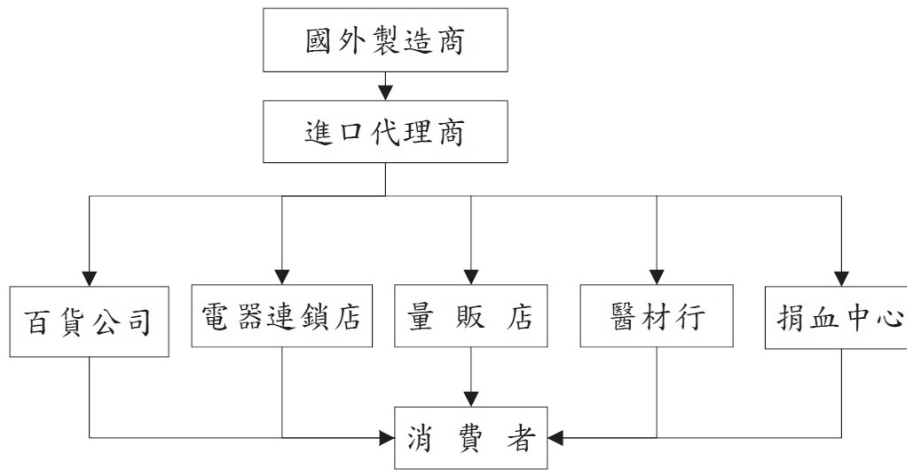 國外製造商
進口代理商
百貨公司
電器連鎖店
量販店
醫材行
捐血中心
消費者